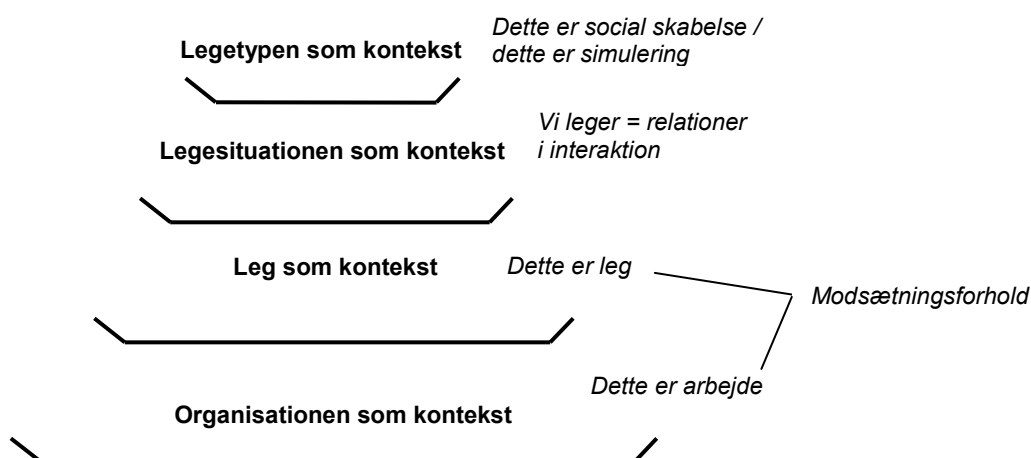 Legetypen som kontekst
Dette er social skabelse /
dette er simulering
Legesituationen som kontekst
Vi leger = relationer
i interaktion
Leg som kontekst
Dette er leg
Modsætningsforhold
Dette er arbejde
Organisationen som kontekst